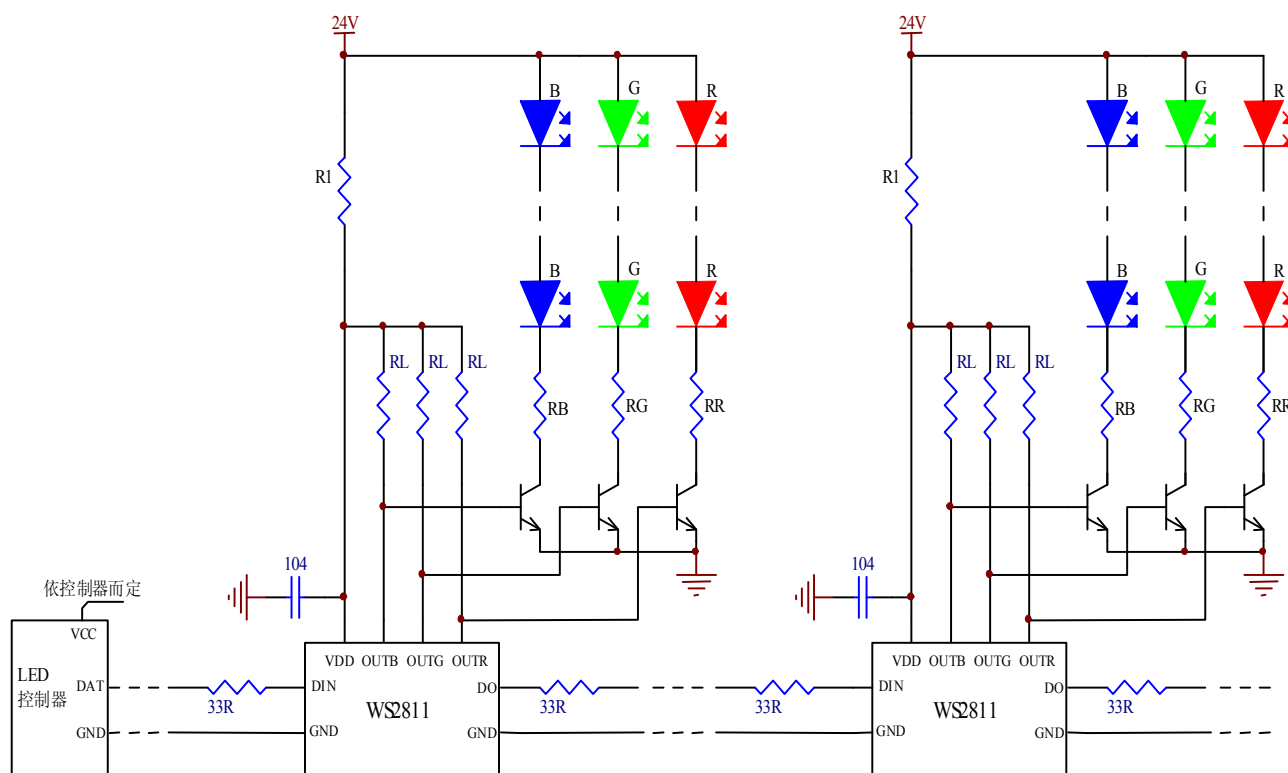 24V
24V
B
G
R
B
G
R
R1
R1
B
G
R
B
G
R
RL
RL
RL
RL
RL
RL
RB
RG
RR
RB
RG
RR
104
104
依控制器而定
VCC
VDD
OUTB
OUTG
OUTR
VDD
OUTB
OUTG
OUTR
LED
控制器
DAT
DIN
DO
DIN
DO
33R
WS2811
33R
33R
WS2811
33R
GND
GND
GND
GND
GND